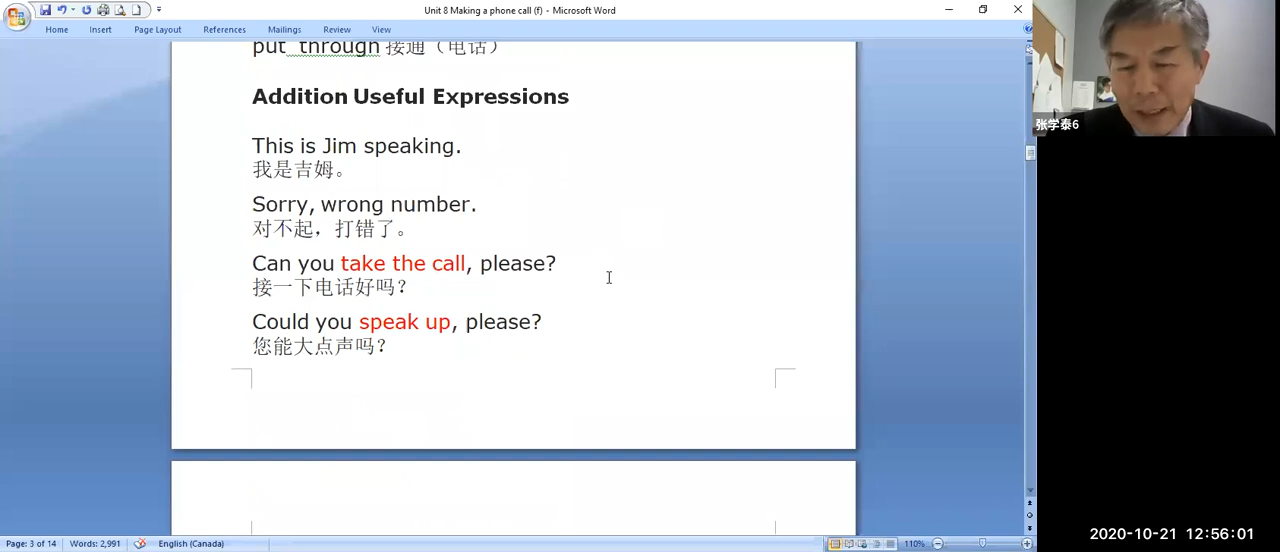 Unit 8 Making a phone call (f) - Microsoft Word
Home Insert Page Layout References Mailings Review View
put through 接通（电话）
Addition Useful Expressions
This is Jim speaking.
我是吉姆。
Sorry, wrong number.
对不起，打错了。
Can you take the call, please?
接一下电话好吗？
Could you speak up, please?
您能大点声吗？
张学泰6
Page: 3 of 14 Words: 2,991 English (Canada) 110%
2020-10-21 12:56:01